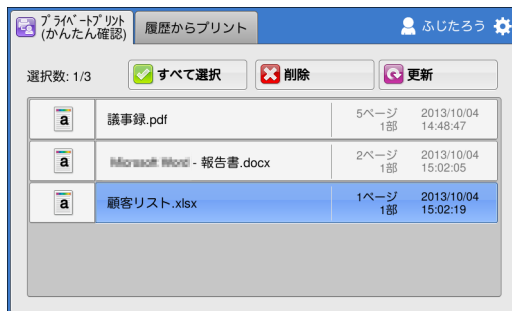 プライベートプリント
(かんたん確認)
履歴からプリント
ふじたろう
選択数: 1/3
すべて選択
削除
更新
a
議事録.pdf
5ページ
1部
2013/10/04
14:48:47
a
- 報告書.docx
2ページ
1部
2013/10/04
15:02:05
a
顧客リスト.xlsx
1ページ
1部
2013/10/04
15:02:19